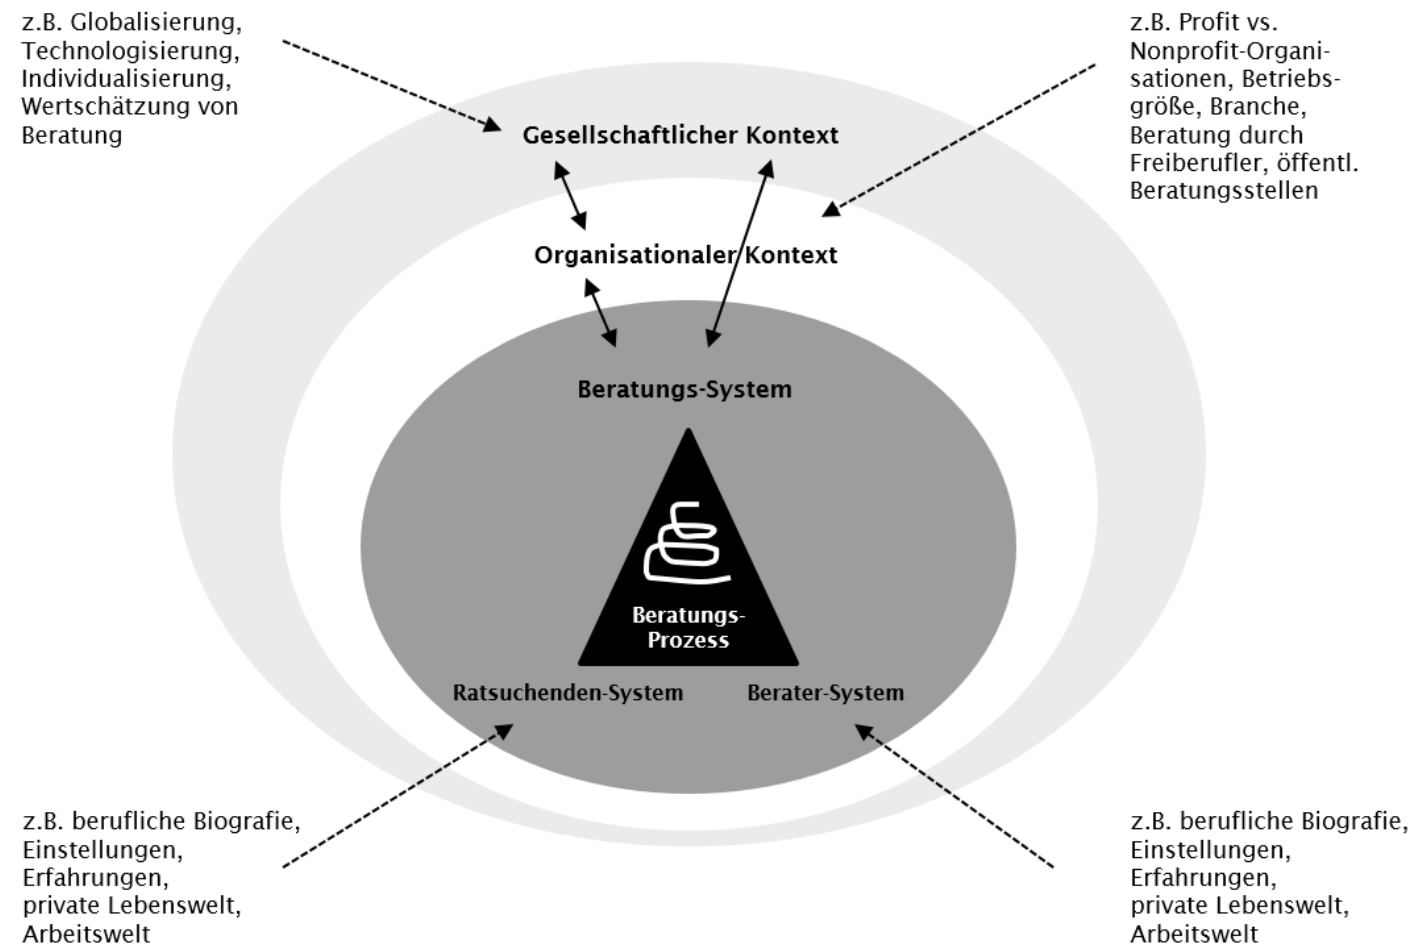 z.B. Globalisierung,
Technologisierung,
Individualisierung,
Wertschätzung von
Beratung
z.B. Profit vs.
Nonprofit-Organi-
sationen, Betriebs-
größe, Branche,
Beratung durch
Freiberufler, öffentl.
Beratungsstellen
Gesellschaftlicher Kontext
Organisationaler Kontext
Beratungs-System
Beratungs-
Prozess
Ratsuchenden-System
Berater-System
z.B. berufliche Biografie,
Einstellungen,
Erfahrungen,
private Lebenswelt,
Arbeitswelt
z.B. berufliche Biografie,
Einstellungen,
Erfahrungen,
private Lebenswelt,
Arbeitswelt